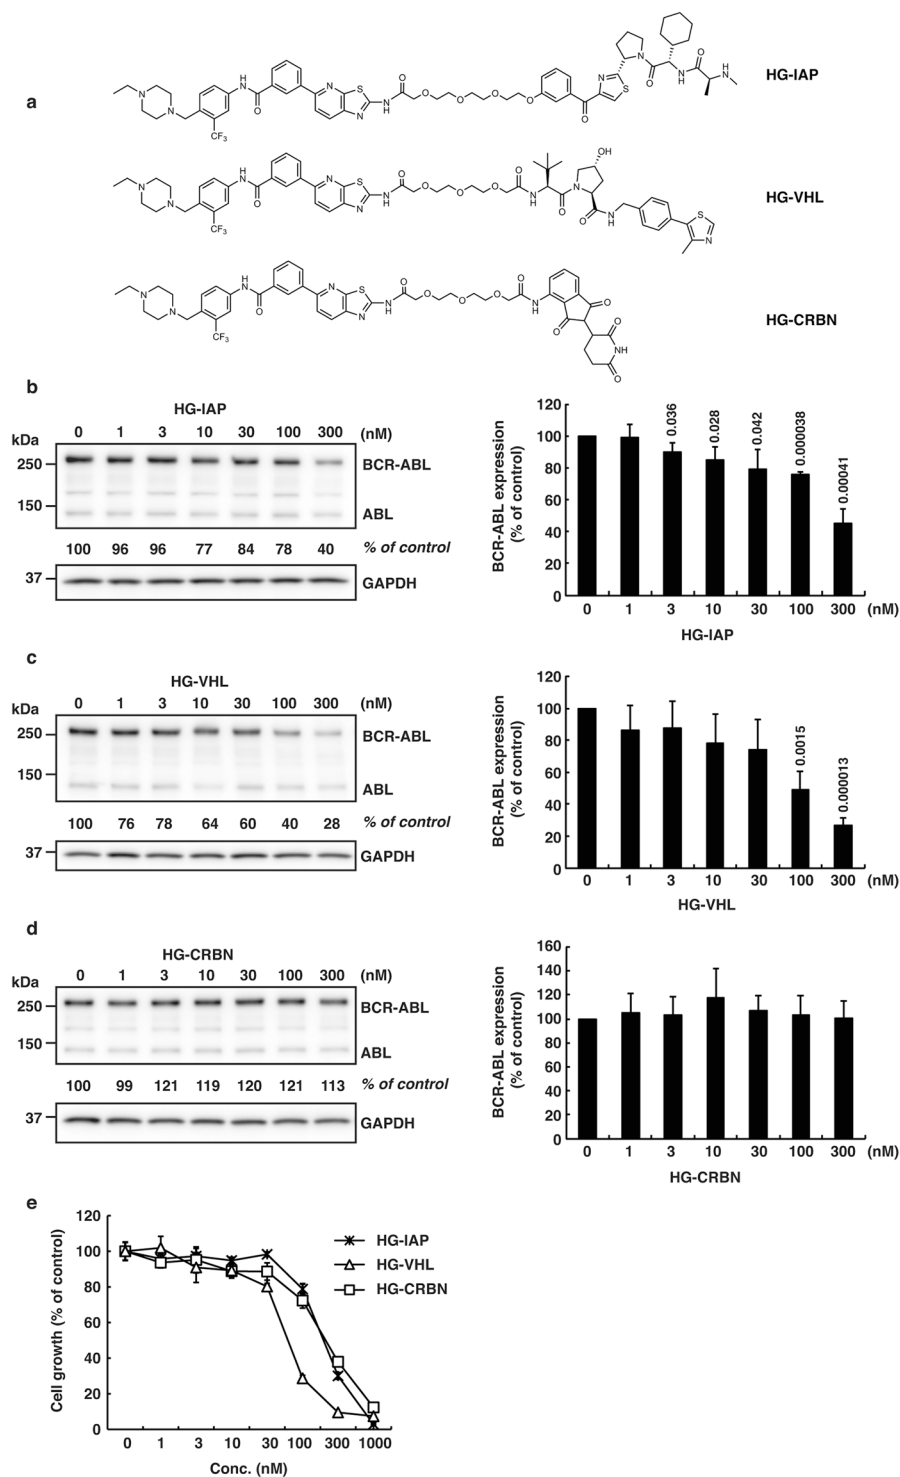 a
HG-IAP
HG-VHL
HG-CRBN
b
HG-IAP
0 1 3 10 30 100 300 (nM)
kDa
250
BCR-ABL
150
ABL
100 96 96 77 84 78 40 % of control
37
GAPDH
BCR-ABL expression
(% of control)
120
100
80
60
40
20
0
0.036
0.028
0.042
0.000038
0.00041
0 1 3 10 30 100 300 (nM)
HG-IAP
c
HG-VHL
0 1 3 10 30 100 300 (nM)
kDa
250
BCR-ABL
150
ABL
100 76 78 64 60 40 28 % of control
37
GAPDH
BCR-ABL expression
(% of control)
120
100
80
60
40
20
0
0.0015
0.000013
0 1 3 10 30 100 300 (nM)
HG-VHL
d
HG-CRBN
0 1 3 10 30 100 300 (nM)
kDa
250
BCR-ABL
150
ABL
100 99 121 119 120 121 113 % of control
37
GAPDH
BCR-ABL expression
(% of control)
160
140
120
100
80
60
40
20
0
0 1 3 10 30 100 300 (nM)
HG-CRBN
e
Cell growth (% of control)
120
100
80
60
40
20
0
HG-IAP
HG-VHL
HG-CRBN
0 1 3 10 30 100 300 1000
Conc. (nM)